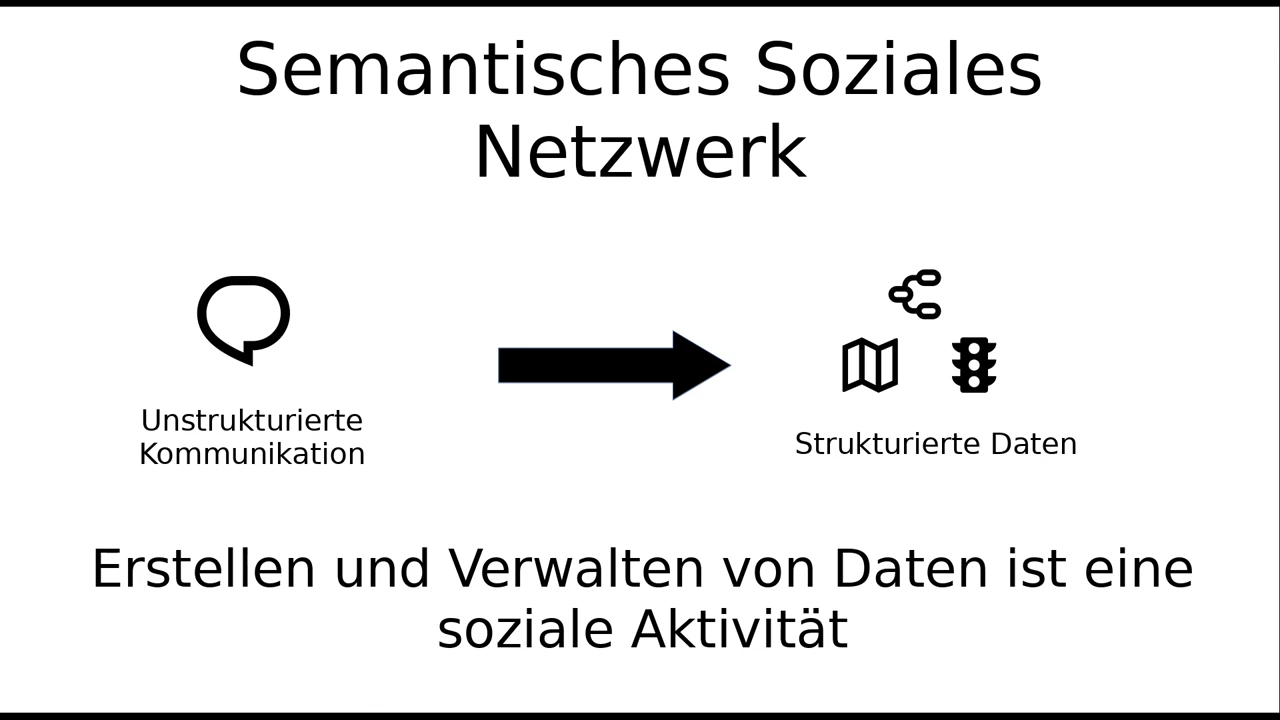 Semantisches Soziales
Netzwerk
Unstrukturierte
Kommunikation
Strukturierte Daten
Erstellen und Verwalten von Daten ist eine
soziale Aktivität